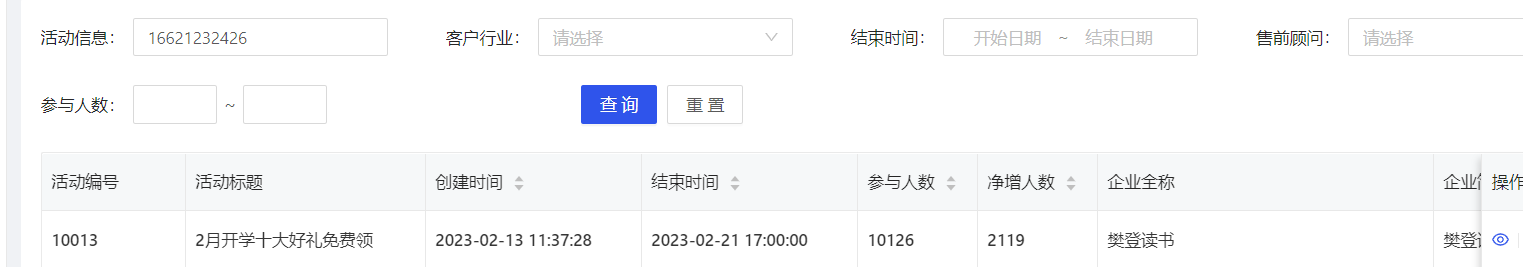 活动信息： 16621232426 客户行业： 请选择 结束时间： 开始日期 ~ 结束日期 售前顾问： 请选择
参与人数： ~ 查询 重置
活动编号 活动标题 创建时间 结束时间 参与人数 净增人数 企业全称 企业 操作
10013 2月开学十大好礼免费领 2023-02-13 11:37:28 2023-02-21 17:00:00 10126 2119 樊登读书 樊登